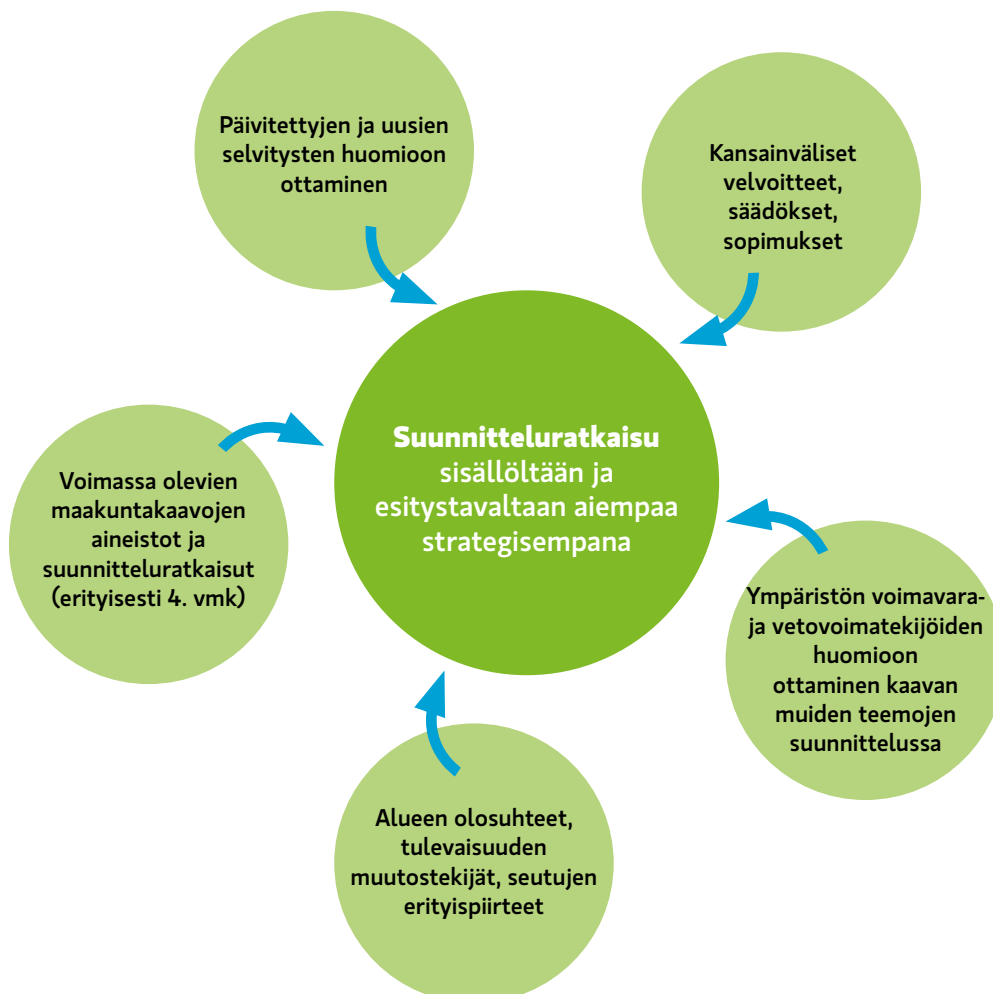 Päivitettyjen ja uusien
selvitysten huomioon
ottaminen
Kansainväliset
velvoitteet,
säädökset,
sopimukset
Suunnitteluratkaisu
sisällöltään ja
esitystavaltaan aiempaa
strategisempana
Voimassa olevien
maakuntakaavojen
aineistot ja
suunnitteluratkaisut
(erityisesti 4. vmk)
Ympäristön voimavara-
ja vetovoimatekijöiden
huomioon
ottaminen kaavan
muiden teemojen
suunnittelussa
Alueen olosuhteet,
tulevaisuuden
muutostekijät, seutujen
erityispiirteet